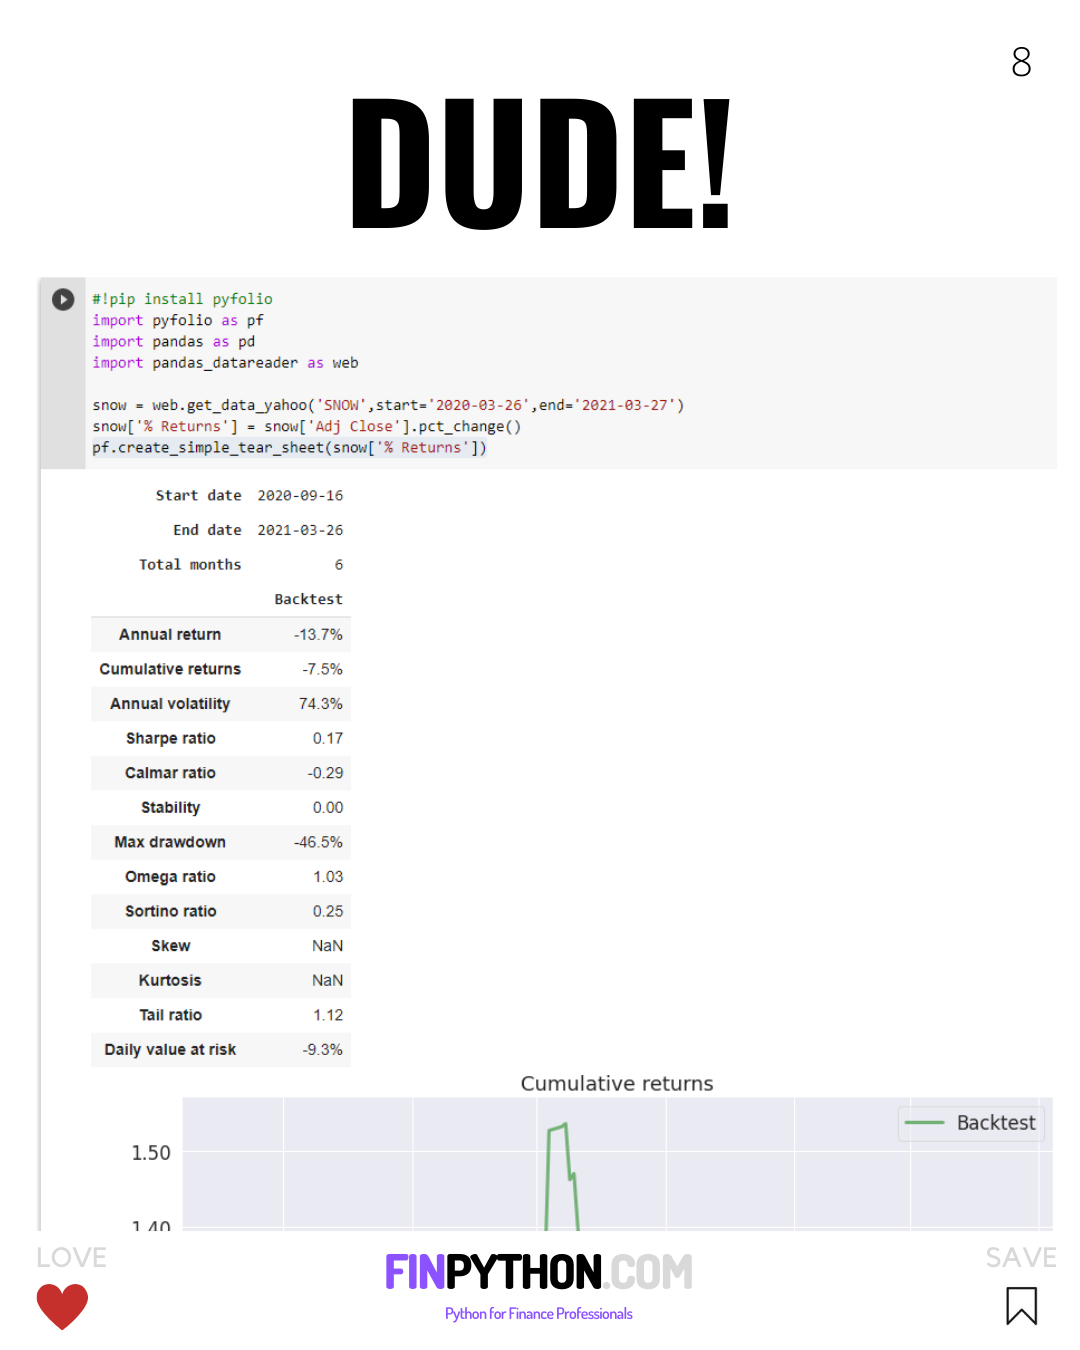 8
DUDE!
#!pip install pyfolio
import pyfolio as pf
import pandas as pd
import pandas_datareader as web
snow = web.get_data_yahoo('SNOW',start='2020-03-26',end='2021-03-27')
snow['% Returns'] = snow['Adj Close'].pct_change()
pf.create_simple_tear_sheet(snow['% Returns'])
Start date 2020-09-16
End date 2021-03-26
Total months 6
Backtest
Annual return -13.7%
Cumulative returns -7.5%
Annual volatility 74.3%
Sharpe ratio 0.17
Calmar ratio -0.29
Stability 0.00
Max drawdown -46.5%
Omega ratio 1.03
Sortino ratio 0.25
Skew NaN
Kurtosis NaN
Tail ratio 1.12
Daily value at risk -9.3%
Cumulative returns
Backtest
1.50
1.40
LOVE
FINPYTHON.COM
Python for Finance Professionals
SAVE